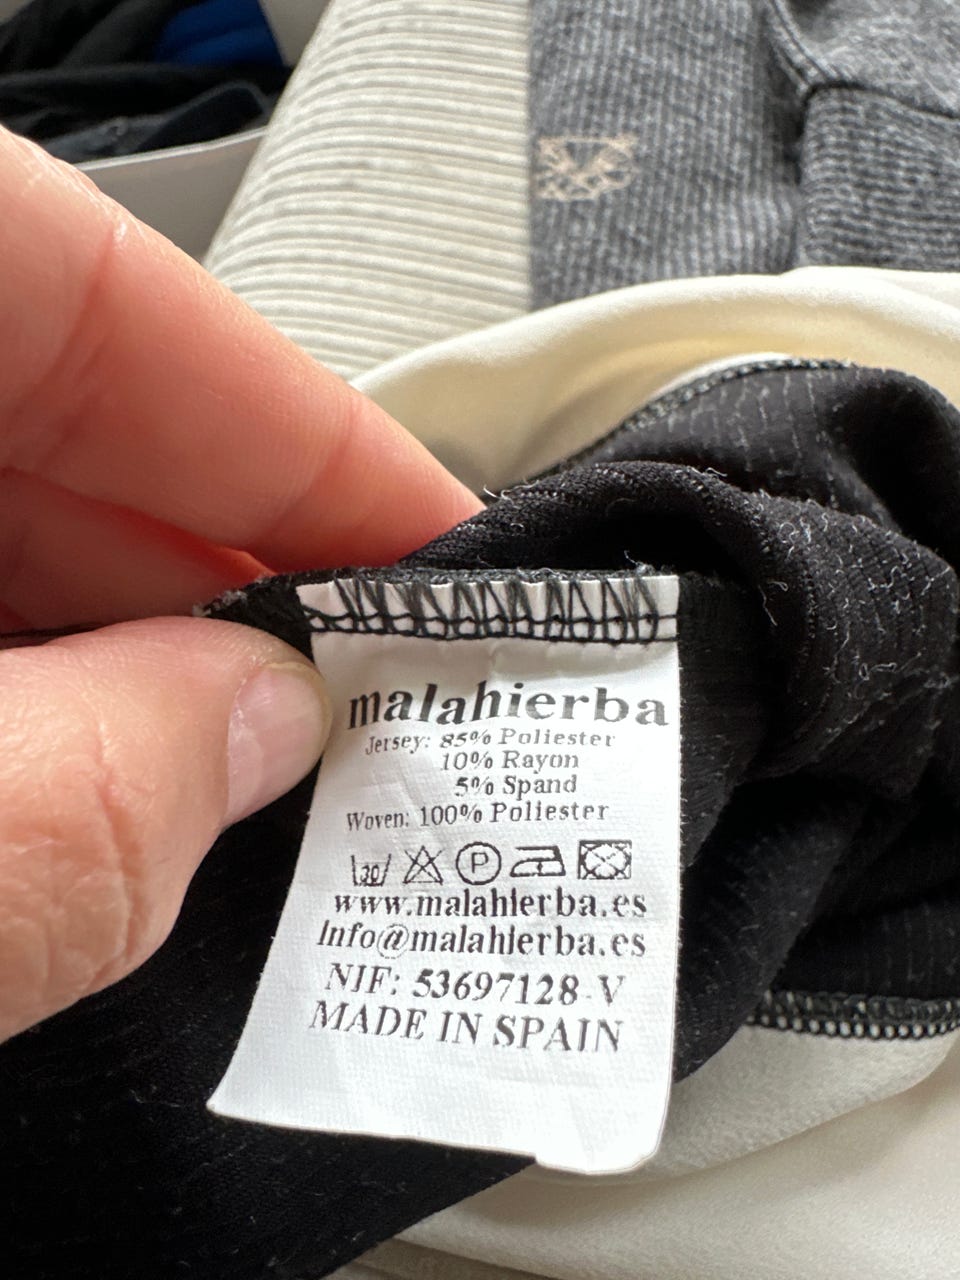 malahierba
Jersey: 85% Poliester
10% Rayon
5% Spand
Woven: 100% Poliester
30 P
www.malahierba.es
Info@malahierba.es
NIF: 53697128-V
MADE IN SPAIN